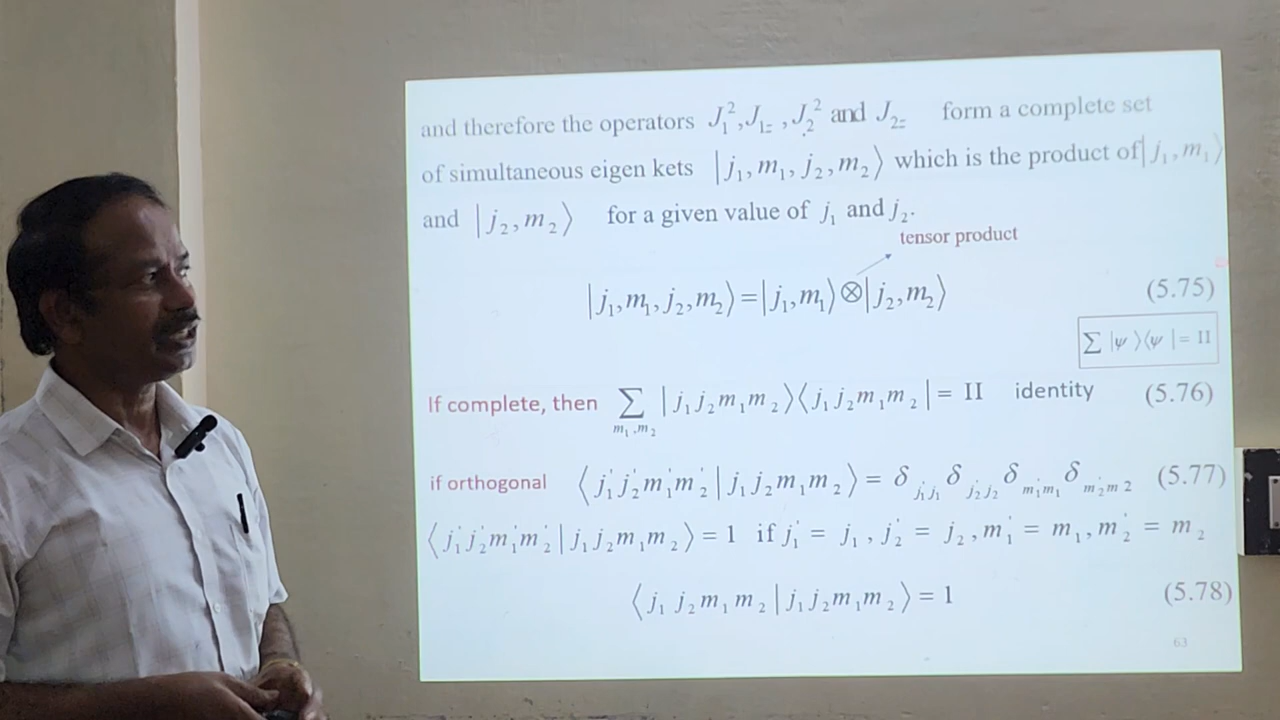 and therefore the operators J₁², J₁z , J₂² and J₂z form a complete set
of simultaneous eigen kets |j₁, m₁, j₂, m₂⟩ which is the product of |j₁, m₁⟩
and |j₂, m₂⟩ for a given value of j₁ and j₂.
tensor product
|j₁, m₁, j₂, m₂⟩ = |j₁, m₁⟩ ⊗ |j₂, m₂⟩ (5.75)
∑ |ψ⟩⟨ψ| = II
If complete, then ∑ m₁,m₂ |j₁ j₂ m₁ m₂⟩⟨j₁ j₂ m₁ m₂| = II identity (5.76)
if orthogonal ⟨j₁' j₂' m₁' m₂' | j₁ j₂ m₁ m₂⟩ = δ j₁'j₁ δ j₂'j₂ δ m₁'m₁ δ m₂'m₂ (5.77)
⟨j₁' j₂' m₁' m₂' | j₁ j₂ m₁ m₂⟩ = 1 if j₁' = j₁ , j₂' = j₂ , m₁' = m₁ , m₂' = m₂
⟨j₁ j₂ m₁ m₂ | j₁ j₂ m₁ m₂⟩ = 1 (5.78)
63